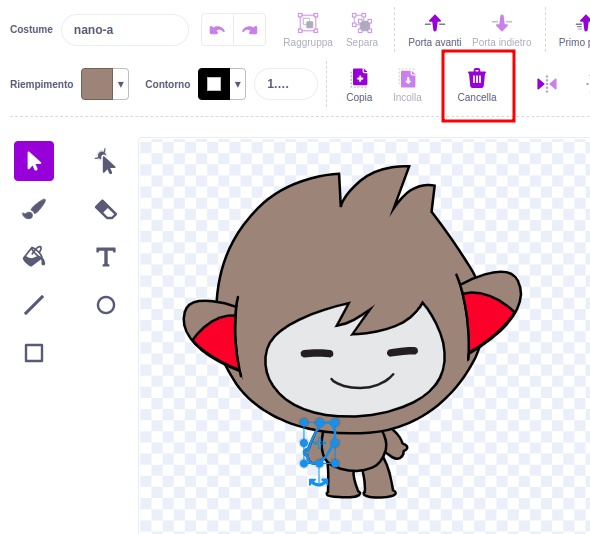 Costume nano-a
Raggruppa Separa Porta avanti Porta indietro Primo p
Riempimento Contorno 1.... Copia Incolla Cancella
T